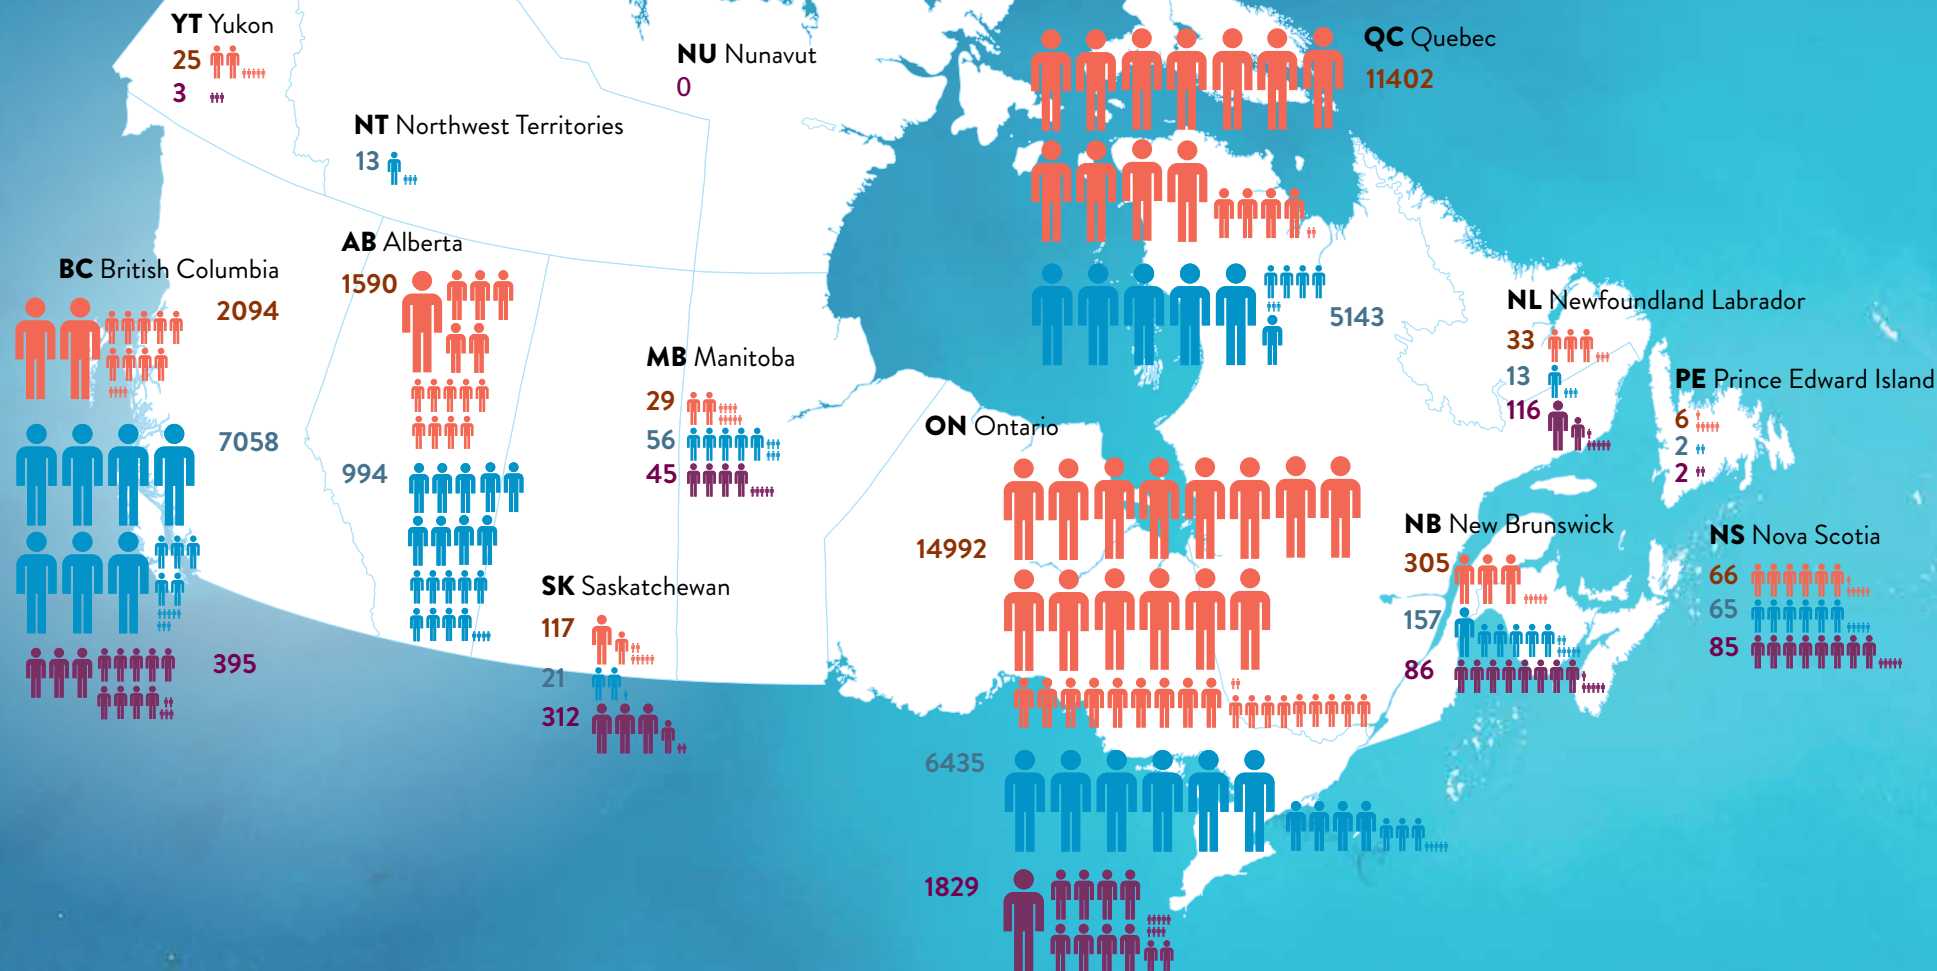 YT Yukon
25
3
NU Nunavut
0
QC Quebec
11402
5143
NT Northwest Territories
13
BC British Columbia
2094
7058
395
AB Alberta
1590
994
MB Manitoba
29
56
45
SK Saskatchewan
117
21
312
ON Ontario
14992
6435
1829
NL Newfoundland Labrador
33
13
116
PE Prince Edward Island
6
2
2
NB New Brunswick
305
157
86
NS Nova Scotia
66
65
85